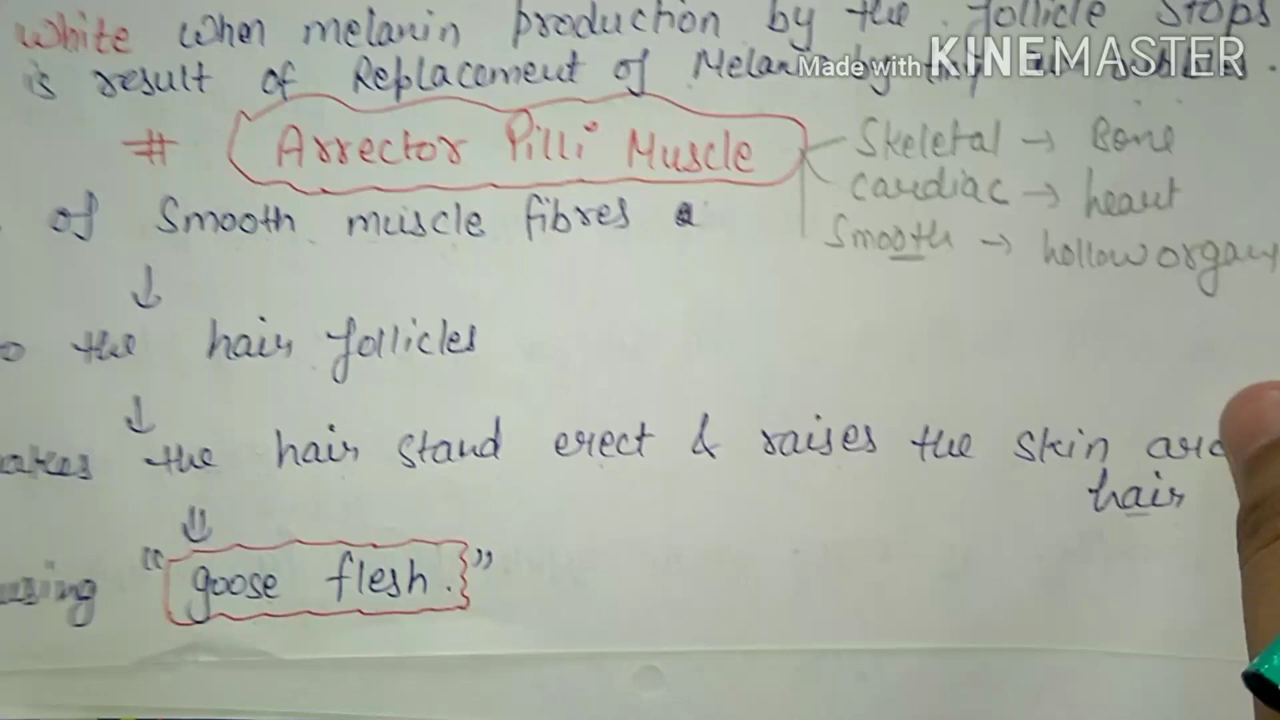 White when melanin production by the follicle stops
is result of Replacement of Melan
Made with KINEMASTER
# Arrector Pilli Muscle
Skeletal → Bone
cardiac → heart
Smooth → hollow organ
of Smooth muscle fibres a
↓
the hair follicles
↓
the hair stand erect & raises the skin
hair
⇓
"goose flesh."